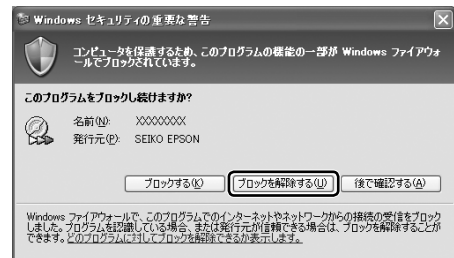 Windows セキュリティの重要な警告
コンピュータを保護するため、このプログラムの機能の一部が Windows ファイアウォ
ールでブロックされています。
このプログラムをブロックし続けますか?
名前(N): XXXXXXXX
発行元(P): SEIKO EPSON
ブロックする(K) ブロックを解除する(U) 後で確認する(A)
Windows ファイアウォールで、このプログラムでのインターネットやネットワークからの接続の受信をブロック
しました。プログラムを認識している場合、または発行元が信頼できる場合は、ブロックを解除することが
できます。どのプログラムに対してブロックを解除できるか表示します。